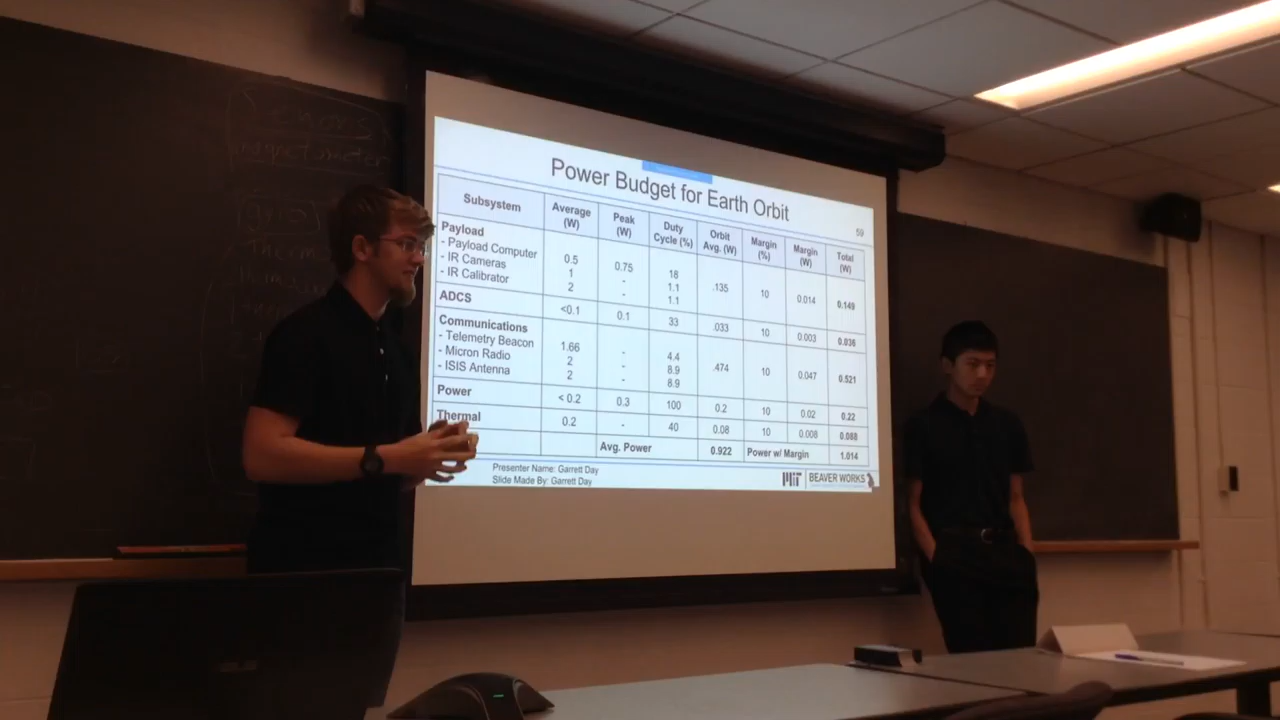 Power Budget for Earth Orbit
59
Subsystem Average (W) Peak (W) Duty Cycle (%) Orbit Avg. (W) Margin (%) Margin (W) Total (W)
Payload
- Payload Computer 0.5 0.75 16
- IR Cameras 1 - 1.1 .135 10 0.014 0.149
- IR Calibrator 2 - 1.1
ADCS <0.1 0.1 33 .033 10 0.003 0.036
Communications
- Telemetry Beacon 1.66 - 4.4
- Micron Radio 2 - 8.9 .474 10 0.047 0.521
- ISIS Antenna 2 - 8.9
Power < 0.2 0.3 100 0.2 10 0.02 0.22
Thermal 0.2 - 40 0.08 10 0.008 0.088
Avg. Power 0.922 Power w/ Margin 1.014
Presenter Name: Garrett Day
Slide Made By: Garrett Day
MIT BEAVER WORKS
magnetometer
ASUS